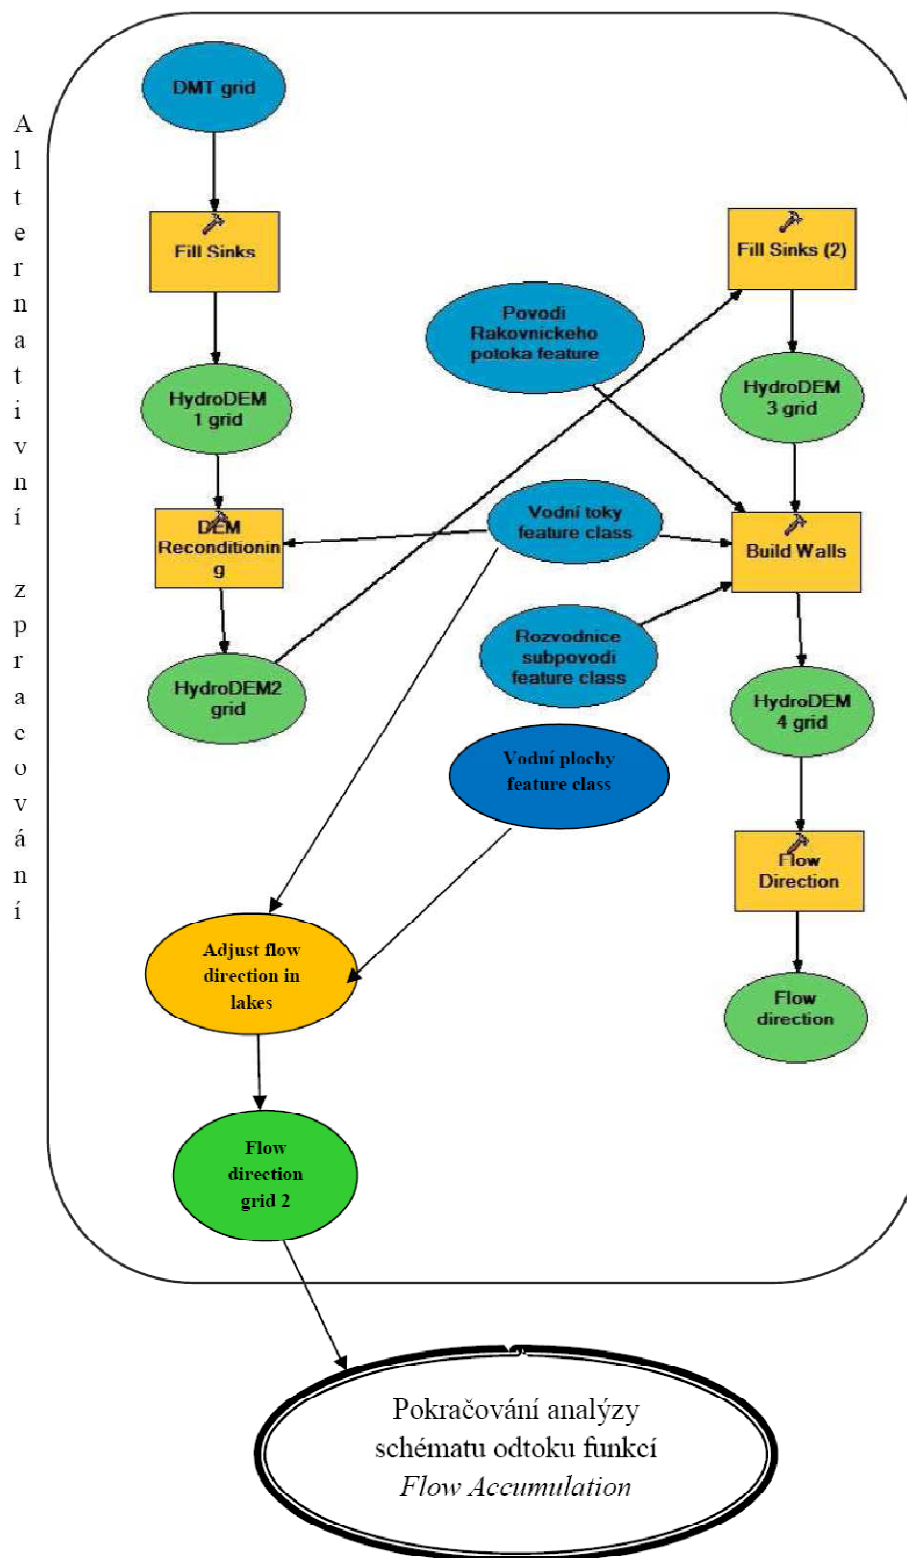 Alternativní zpracování
DMT grid
Fill Sinks
HydroDEM
1 grid
DEM
Reconditionin
g
HydroDEM2
grid
Povodi
Rakovnickeho
potoka feature
Vodní toky
feature class
Rozvodnice
subpovodi
feature class
Vodní plochy
feature class
Fill Sinks (2)
HydroDEM
3 grid
Build Walls
HydroDEM
4 grid
Flow
Direction
Flow
direction
Adjust flow
direction in
lakes
Flow
direction
grid 2
Pokračování analýzy
schématu odtoku funkcí
Flow Accumulation